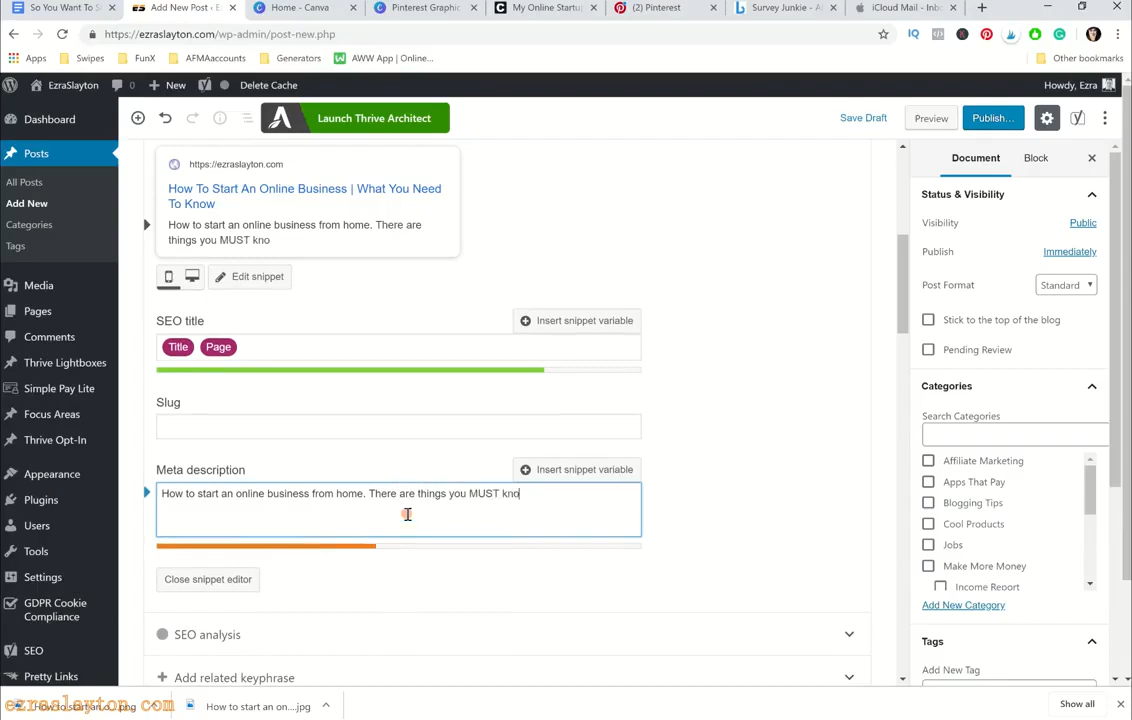 So You Want To S
Add New Post ‹ E
Home - Canva
Pinterest Graphic
My Online Startu
(2) Pinterest
Survey Junkie - A
iCloud Mail - Inb
https://ezraslayton.com/wp-admin/post-new.php
Apps
Swipes
FunX
AFMAaccounts
Generators
AWW App | Online...
Other bookmarks
EzraSlayton
0
New
Delete Cache
Howdy, Ezra
Dashboard
Posts
All Posts
Add New
Categories
Tags
Media
Pages
Comments
Thrive Lightboxes
Simple Pay Lite
Focus Areas
Thrive Opt-In
Appearance
Plugins
Users
Tools
Settings
GDPR Cookie
Compliance
SEO
Pretty Links
Launch Thrive Architect
Save Draft
Preview
Publish...
https://ezraslayton.com
How To Start An Online Business | What You Need
To Know
How to start an online business from home. There are
things you MUST kno
Edit snippet
SEO title
Insert snippet variable
Title Page
Slug
Meta description
Insert snippet variable
How to start an online business from home. There are things you MUST kno
Close snippet editor
SEO analysis
Add related keyphrase
Document
Block
Status & Visibility
Visibility
Public
Publish
Immediately
Post Format
Standard
Stick to the top of the blog
Pending Review
Categories
Search Categories
Affiliate Marketing
Apps That Pay
Blogging Tips
Cool Products
Jobs
Make More Money
Income Report
Add New Category
Tags
Add New Tag
ezraslayton.com
How to start an o....png
How to start an on....jpg
Show all